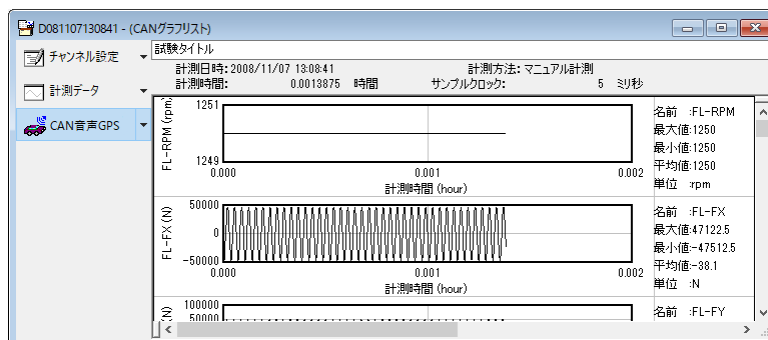 D081107130841 - (CANグラフリスト)
チャンネル設定
計測データ
CAN音声GPS
試験タイトル
計測日時: 2008/11/07 13:08:41 計測方法: マニュアル計測
計測時間: 0.0013875 時間 サンプルクロック: 5 ミリ秒
FL-RPM (rpm)
1251
1249
0.000 0.001 0.002
計測時間 (hour)
名前 :FL-RPM
最大値:1250
最小値:1250
平均値:1250
単位 :rpm
FL-FX (N)
50000
0
-50000
0.000 0.001 0.002
計測時間 (hour)
名前 :FL-FX
最大値:47122.5
最小値:-47512.5
平均値:-38.1
単位 :N
(N)
100000
50000
名前 :FL-FY